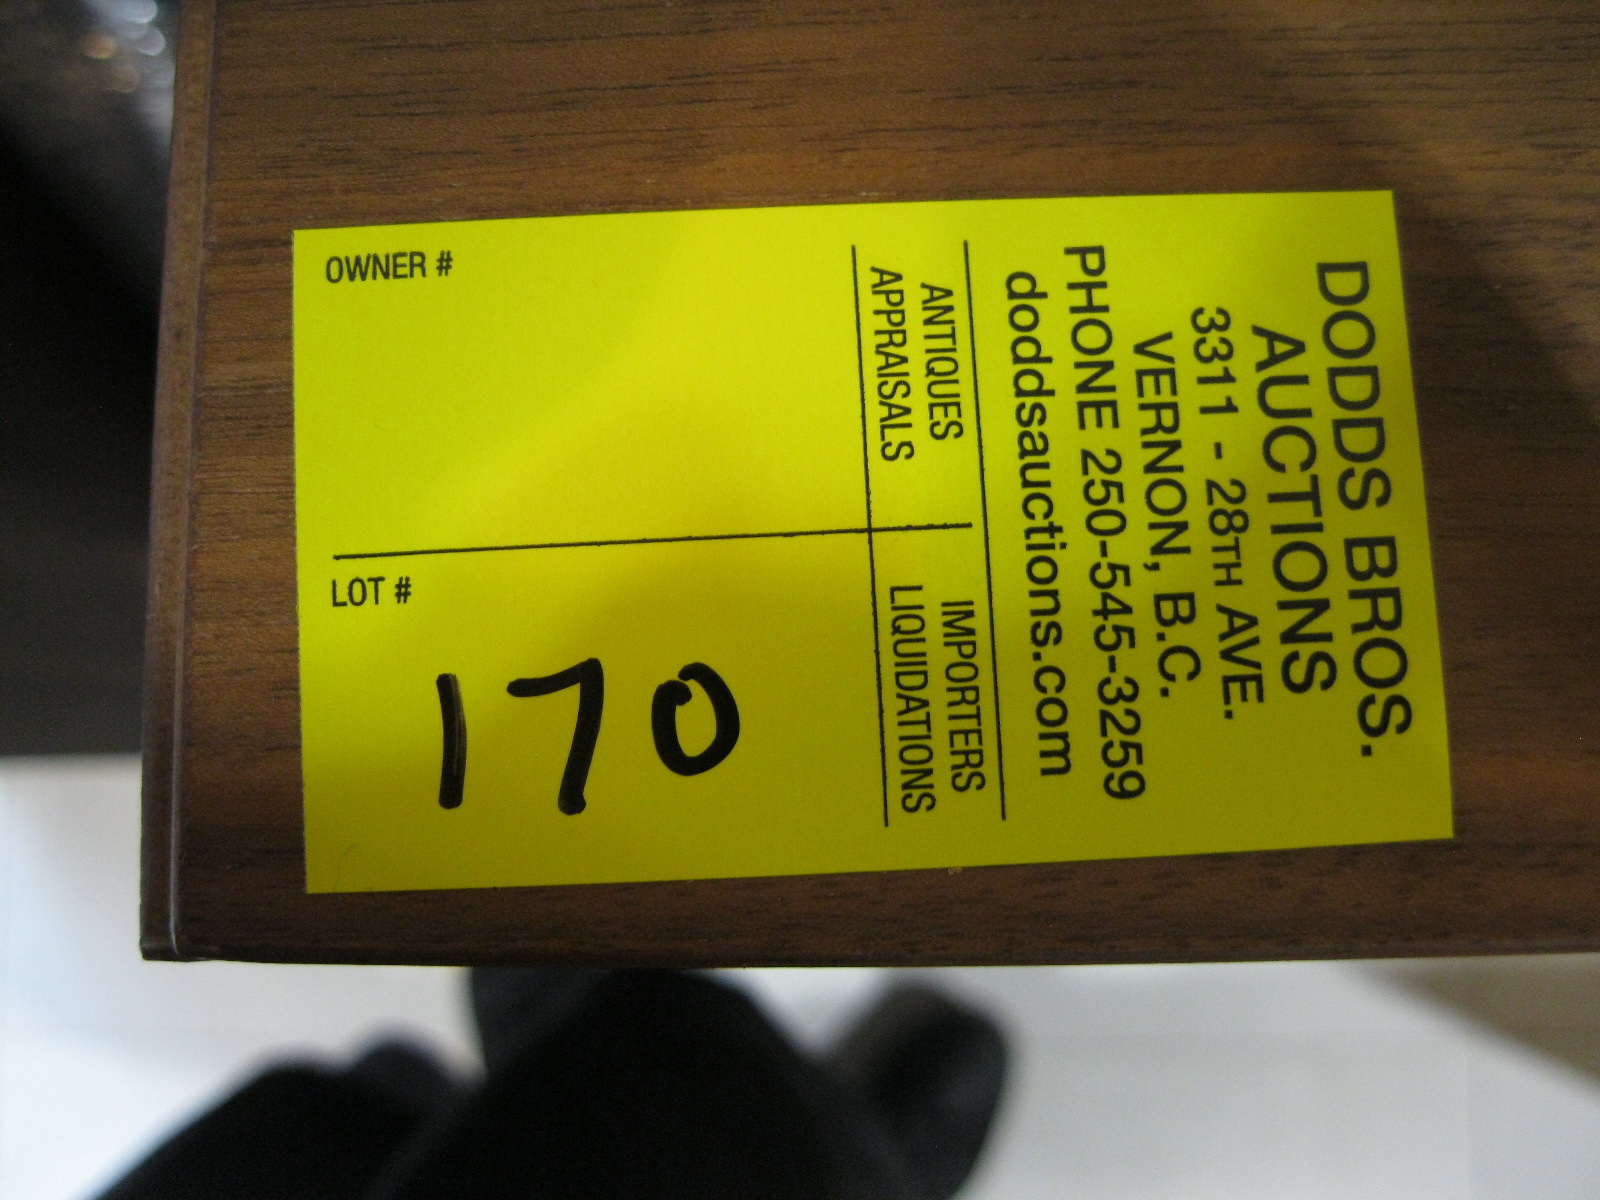 DODDS BROS.
AUCTIONS
3311 - 28TH AVE.
VERNON, B.C.
PHONE 250-545-3259
doddsauctions.com
ANTIQUES
APPRAISALS
IMPORTERS
LIQUIDATIONS
OWNER #
LOT #
170